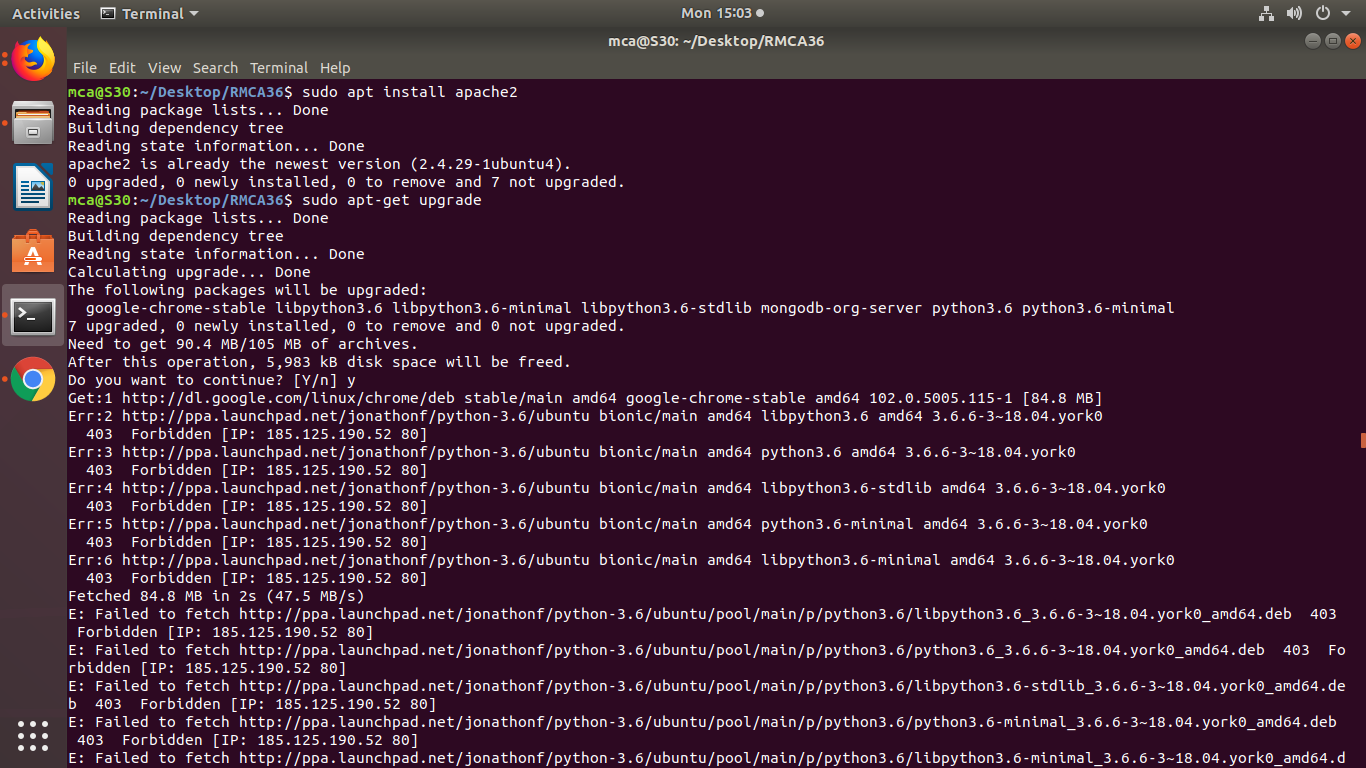 Activities Terminal Mon 15:03
mca@S30: ~/Desktop/RMCA36
File Edit View Search Terminal Help
mca@S30:~/Desktop/RMCA36$ sudo apt install apache2
Reading package lists... Done
Building dependency tree
Reading state information... Done
apache2 is already the newest version (2.4.29-1ubuntu4).
0 upgraded, 0 newly installed, 0 to remove and 7 not upgraded.
mca@S30:~/Desktop/RMCA36$ sudo apt-get upgrade
Reading package lists... Done
Building dependency tree
Reading state information... Done
Calculating upgrade... Done
The following packages will be upgraded:
  google-chrome-stable libpython3.6 libpython3.6-minimal libpython3.6-stdlib mongodb-org-server python3.6 python3.6-minimal
7 upgraded, 0 newly installed, 0 to remove and 0 not upgraded.
Need to get 90.4 MB/105 MB of archives.
After this operation, 5,983 kB disk space will be freed.
Do you want to continue? [Y/n] y
Get:1 http://dl.google.com/linux/chrome/deb stable/main amd64 google-chrome-stable amd64 102.0.5005.115-1 [84.8 MB]
Err:2 http://ppa.launchpad.net/jonathonf/python-3.6/ubuntu bionic/main amd64 libpython3.6 amd64 3.6.6-3~18.04.york0
  403  Forbidden [IP: 185.125.190.52 80]
Err:3 http://ppa.launchpad.net/jonathonf/python-3.6/ubuntu bionic/main amd64 python3.6 amd64 3.6.6-3~18.04.york0
  403  Forbidden [IP: 185.125.190.52 80]
Err:4 http://ppa.launchpad.net/jonathonf/python-3.6/ubuntu bionic/main amd64 libpython3.6-stdlib amd64 3.6.6-3~18.04.york0
  403  Forbidden [IP: 185.125.190.52 80]
Err:5 http://ppa.launchpad.net/jonathonf/python-3.6/ubuntu bionic/main amd64 python3.6-minimal amd64 3.6.6-3~18.04.york0
  403  Forbidden [IP: 185.125.190.52 80]
Err:6 http://ppa.launchpad.net/jonathonf/python-3.6/ubuntu bionic/main amd64 libpython3.6-minimal amd64 3.6.6-3~18.04.york0
  403  Forbidden [IP: 185.125.190.52 80]
Fetched 84.8 MB in 2s (47.5 MB/s)
E: Failed to fetch http://ppa.launchpad.net/jonathonf/python-3.6/ubuntu/pool/main/p/python3.6/libpython3.6_3.6.6-3~18.04.york0_amd64.deb  403
 Forbidden [IP: 185.125.190.52 80]
E: Failed to fetch http://ppa.launchpad.net/jonathonf/python-3.6/ubuntu/pool/main/p/python3.6/python3.6_3.6.6-3~18.04.york0_amd64.deb  403  Fo
rbidden [IP: 185.125.190.52 80]
E: Failed to fetch http://ppa.launchpad.net/jonathonf/python-3.6/ubuntu/pool/main/p/python3.6/libpython3.6-stdlib_3.6.6-3~18.04.york0_amd64.de
b  403  Forbidden [IP: 185.125.190.52 80]
E: Failed to fetch http://ppa.launchpad.net/jonathonf/python-3.6/ubuntu/pool/main/p/python3.6/python3.6-minimal_3.6.6-3~18.04.york0_amd64.deb
 403  Forbidden [IP: 185.125.190.52 80]
E: Failed to fetch http://ppa.launchpad.net/jonathonf/python-3.6/ubuntu/pool/main/p/python3.6/libpython3.6-minimal_3.6.6-3~18.04.york0_amd64.d